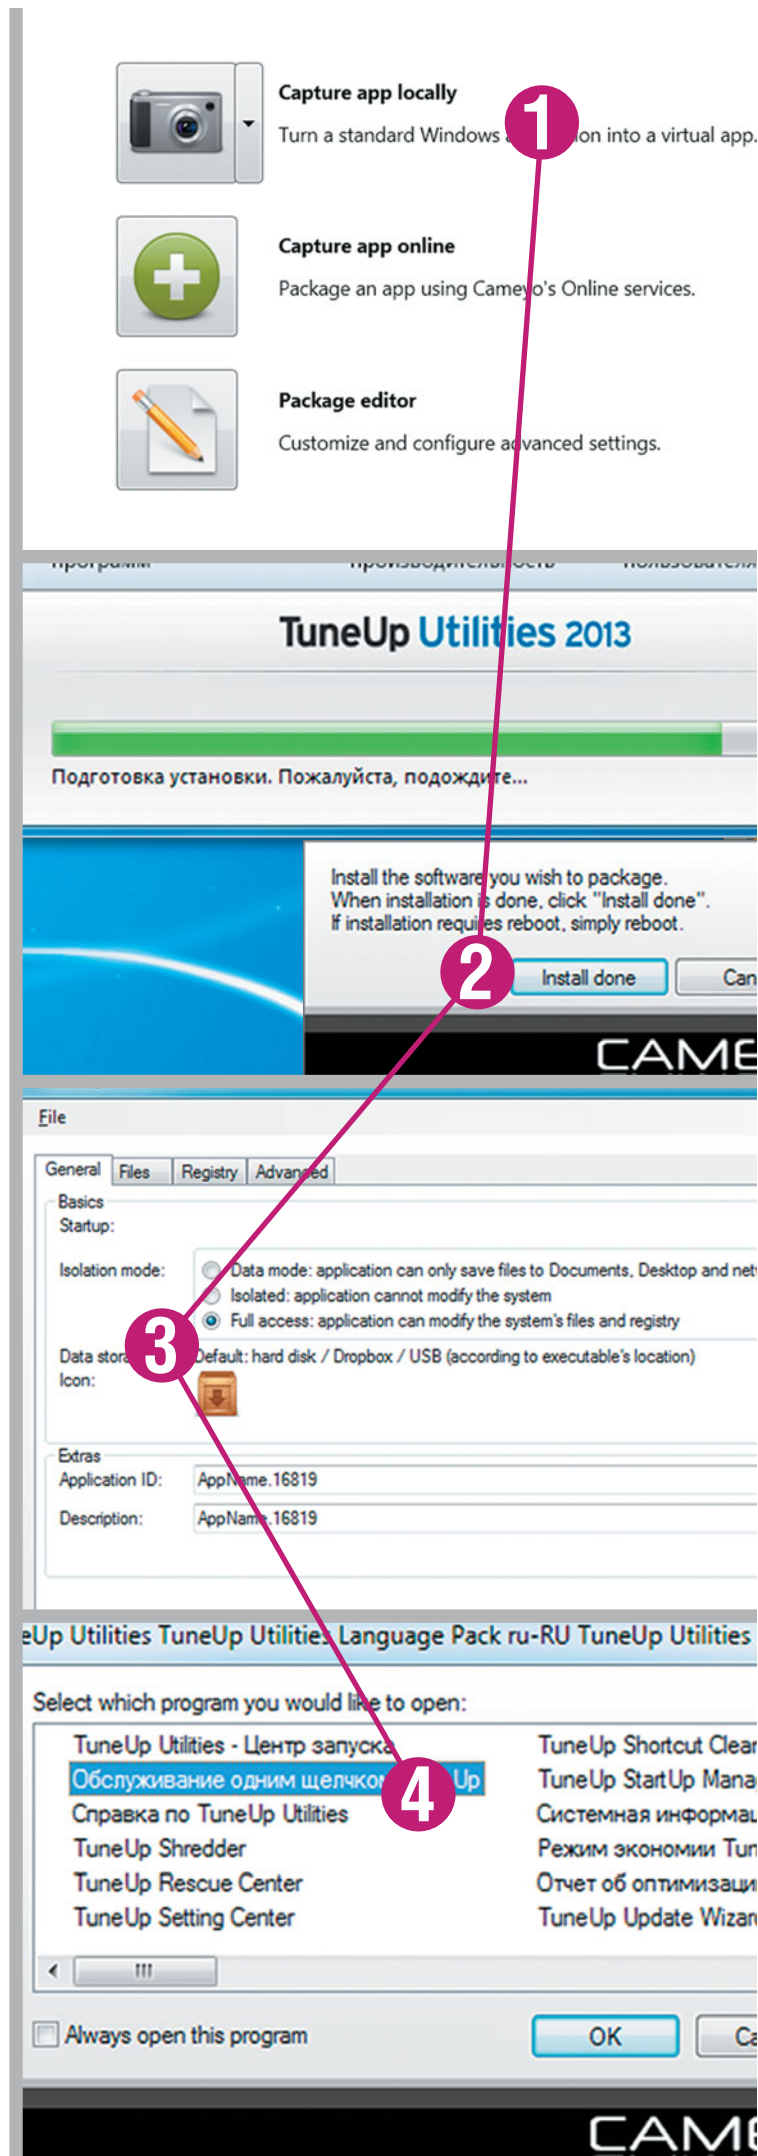 Capture app locally
1
Turn a standard Windows into a virtual app.
Capture app online
Package an app using Cameyo's Online services.
Package editor
Customize and configure advanced settings.
программ производительность пользователя
TuneUp Utilities 2013
Подготовка установки. Пожалуйста, подождите...
Install the software you wish to package.
When installation is done, click "Install done".
If installation requires reboot, simply reboot.
2
Install done Can
CAME
File
General Files Registry Advanced
Basics
Startup:
Isolation mode: Data mode: application can only save files to Documents, Desktop and net
Isolated: application cannot modify the system
Full access: application can modify the system's files and registry
3
Data Default: hard disk / Dropbox / USB (according to executable's location)
Icon:
Extras
Application ID: AppName.16819
Description: AppName.16819
eUp Utilities TuneUp Utilities Language Pack ru-RU TuneUp Utilities
Select which program you would like to open:
TuneUp Utilities - Центр запуска TuneUp Shortcut Clea
Обслуживание одним щелчком Up TuneUp StartUp Mana
4
Справка по TuneUp Utilities Системная информац
TuneUp Shredder Режим экономии Tun
TuneUp Rescue Center Отчет об оптимизаци
TuneUp Setting Center TuneUp Update Wizar
Always open this program OK Ca
CAME